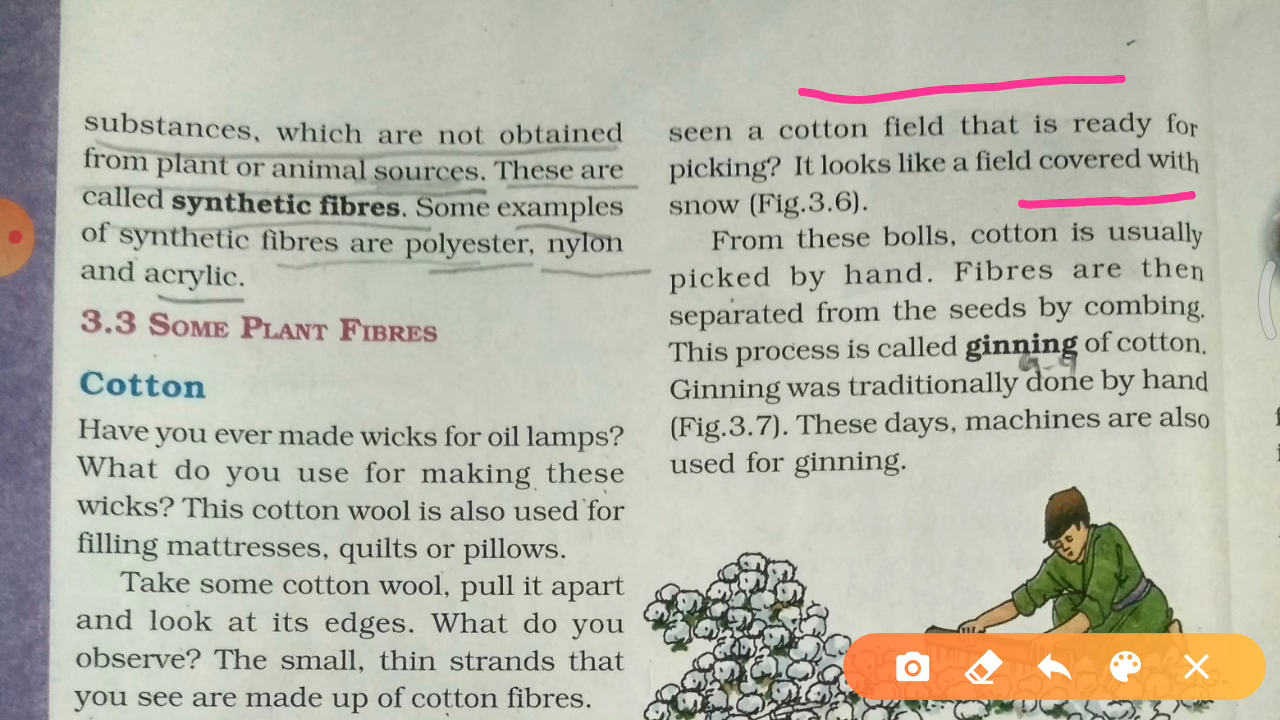 substances, which are not obtained
from plant or animal sources. These are
called synthetic fibres. Some examples
of synthetic fibres are polyester, nylon
and acrylic.
3.3 SOME PLANT FIBRES
Cotton
Have you ever made wicks for oil lamps?
What do you use for making these
wicks? This cotton wool is also used for
filling mattresses, quilts or pillows.
Take some cotton wool, pull it apart
and look at its edges. What do you
observe? The small, thin strands that
you see are made up of cotton fibres.
seen a cotton field that is ready for
picking? It looks like a field covered with
snow (Fig.3.6).
From these bolls, cotton is usually
picked by hand. Fibres are then
separated from the seeds by combing.
This process is called ginning of cotton.
Ginning was traditionally done by hand
(Fig.3.7). These days, machines are also
used for ginning.